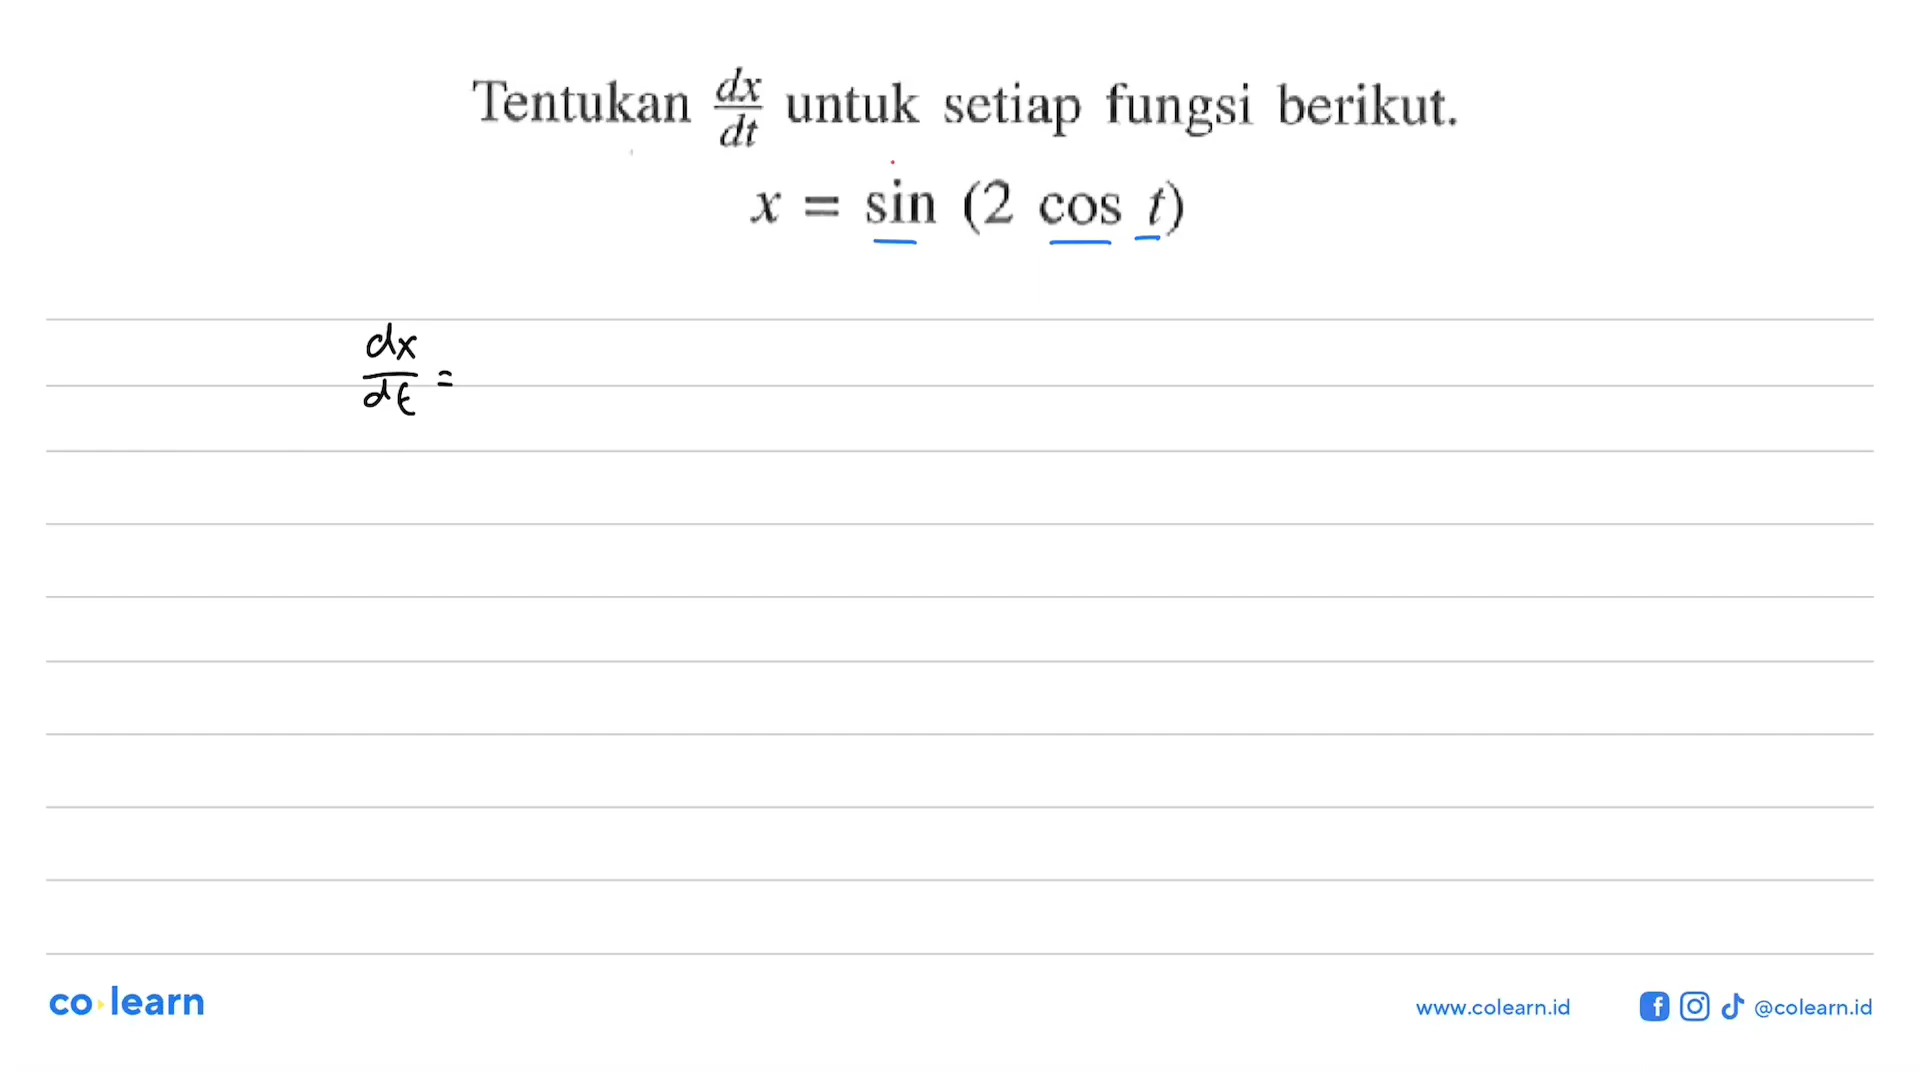 Tentukan dx/dt untuk setiap fungsi berikut.
x = sin (2 cos t)
dx/dt =
co learn
www.colearn.id @colearn.id